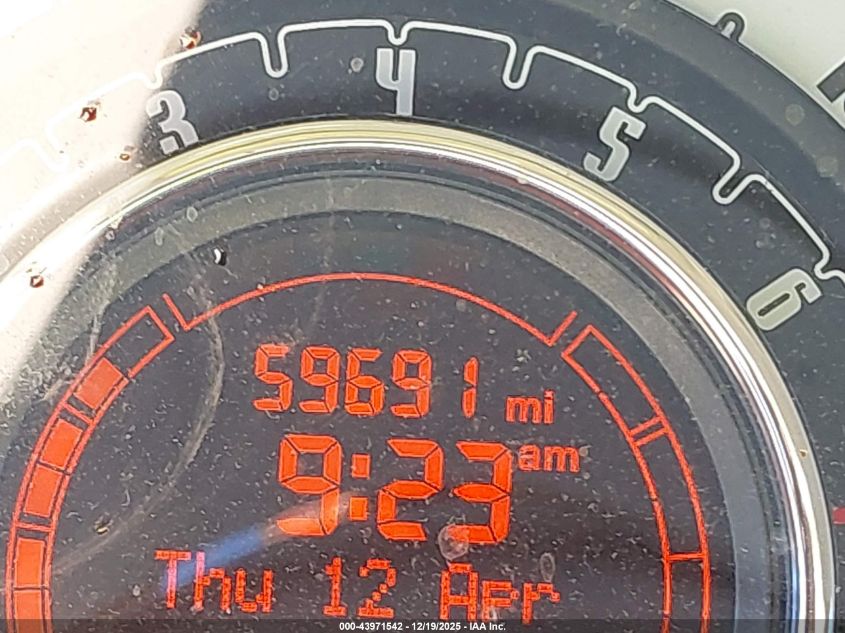 3 4 5 6
59691 mi
9:23 am
Thu 12 Apr
000-43971542 - 12/19/2025 - IAA Inc.